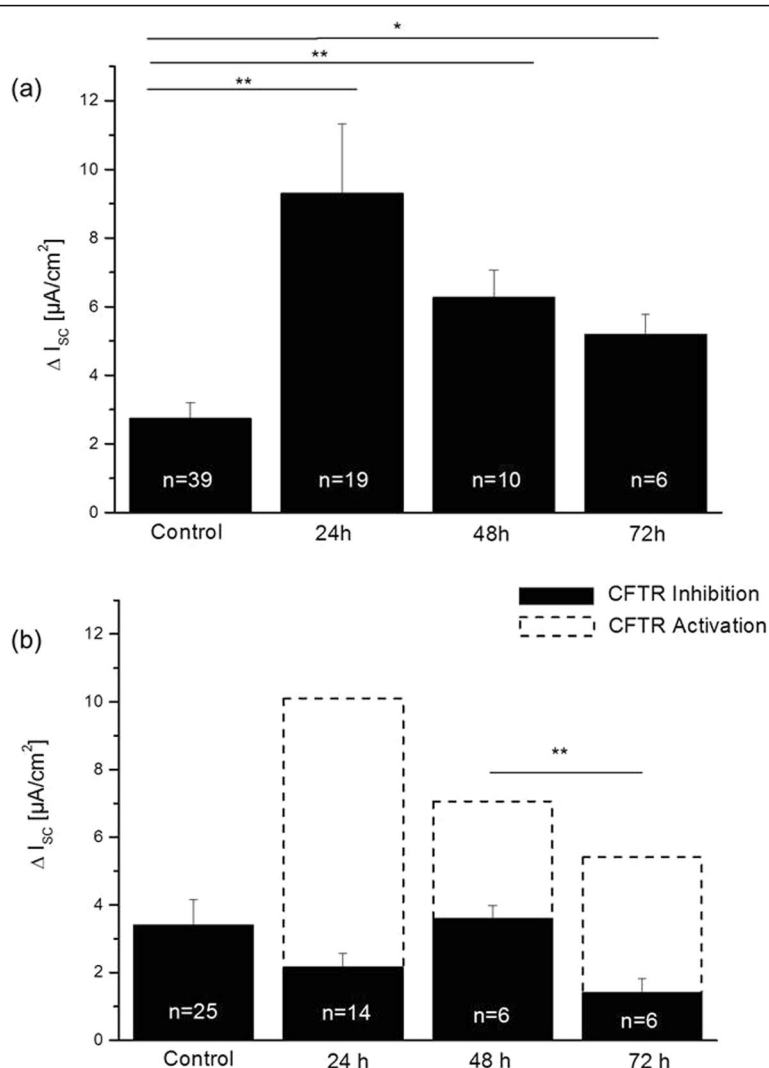 *
**
**
(a)
12
10
8
6
4
2
0
Δ I_SC [µA/cm²]
n=39 n=19 n=10 n=6
Control 24h 48h 72h
CFTR Inhibition
CFTR Activation
(b)
12
10
8
6
4
2
0
Δ I_SC [µA/cm²]
**
n=25 n=14 n=6 n=6
Control 24 h 48 h 72 h